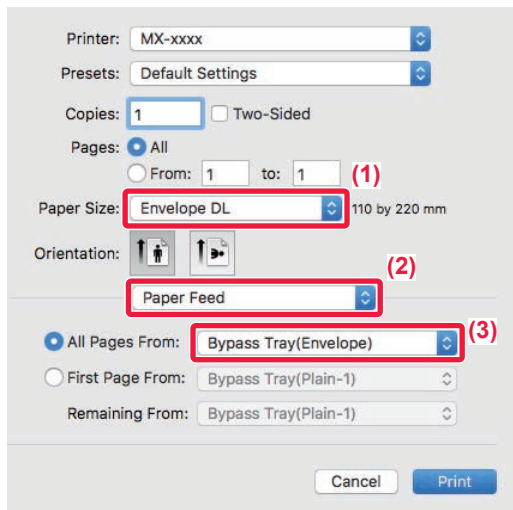 Printer: MX-xxxx
Presets: Default Settings
Copies: 1 Two-Sided
Pages: All
From: 1 to: 1
(1)
Paper Size: Envelope DL 110 by 220 mm
Orientation:
(2)
Paper Feed
(3)
All Pages From: Bypass Tray(Envelope)
First Page From: Bypass Tray(Plain-1)
Remaining From: Bypass Tray(Plain-1)
Cancel Print